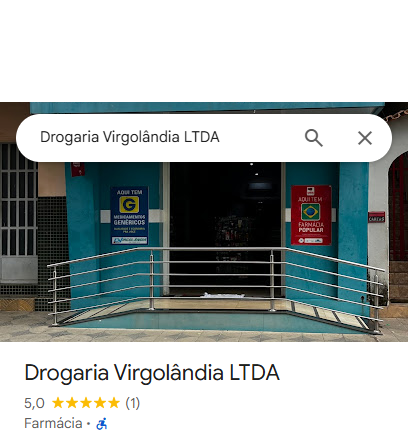 Drogaria Virgolândia LTDA
AQUI TEM
G
MEDICAMENTOS
GENÉRICOS
AQUI TEM
FARMÁCIA
POPULAR
Drogaria Virgolândia LTDA
5,0 ★★★★★ (1)
Farmácia •